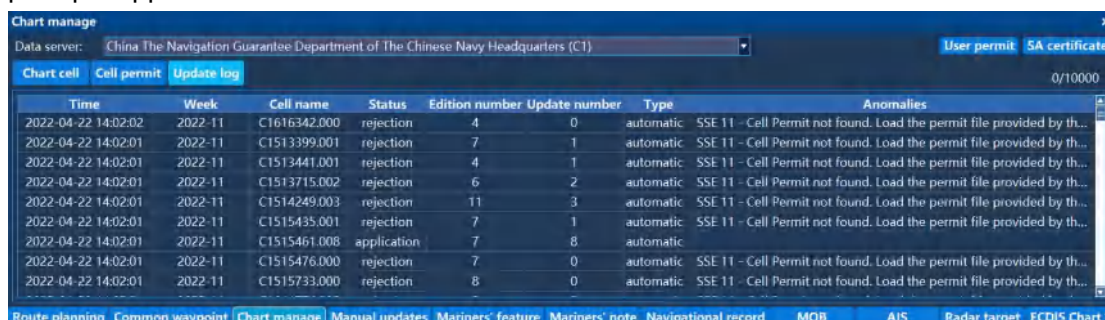 Chart manage
Data server: China The Navigation Guarantee Department of The Chinese Navy Headquarters (C1) User permit SA certificate
Chart cell Cell permit Update log 0/10000
Time Week Cell name Status Edition number Update number Type Anomalies
2022-04-22 14:02:02 2022-11 C1616342.000 rejection 4 0 automatic SSE 11 - Cell Permit not found. Load the permit file provided by th...
2022-04-22 14:02:01 2022-11 C1513399.001 rejection 7 1 automatic SSE 11 - Cell Permit not found. Load the permit file provided by th...
2022-04-22 14:02:01 2022-11 C1513441.001 rejection 4 1 automatic SSE 11 - Cell Permit not found. Load the permit file provided by th...
2022-04-22 14:02:01 2022-11 C1513715.002 rejection 6 2 automatic SSE 11 - Cell Permit not found. Load the permit file provided by th...
2022-04-22 14:02:01 2022-11 C1514249.003 rejection 11 3 automatic SSE 11 - Cell Permit not found. Load the permit file provided by th...
2022-04-22 14:02:01 2022-11 C1515435.001 rejection 7 1 automatic SSE 11 - Cell Permit not found. Load the permit file provided by th...
2022-04-22 14:02:01 2022-11 C1515461.008 application 7 8 automatic
2022-04-22 14:02:01 2022-11 C1515476.000 rejection 7 0 automatic SSE 11 - Cell Permit not found. Load the permit file provided by th...
2022-04-22 14:02:01 2022-11 C1515733.000 rejection 8 0 automatic SSE 11 - Cell Permit not found. Load the permit file provided by th...
Route planning Common waypoint Chart manage Manual updates Mariners' feature Mariners' note Navigational record MOB AIS Radar target ECDIS Chart